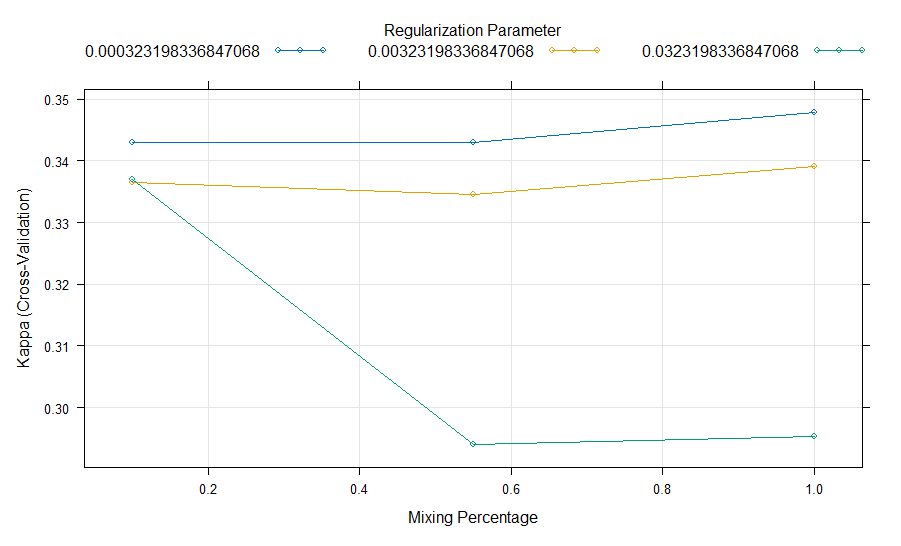 Regularization Parameter
0.000323198336847068 0.00323198336847068 0.0323198336847068
0.35
0.34
0.33
0.32
0.31
0.30
Kappa (Cross-Validation)
0.2 0.4 0.6 0.8 1.0
Mixing Percentage